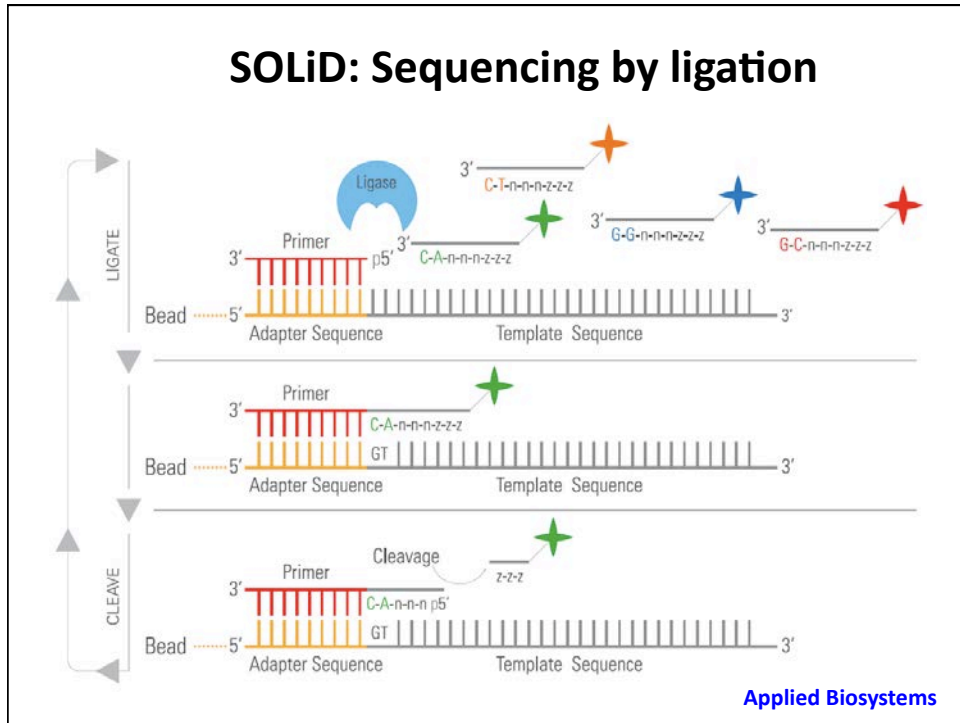 SOLiD: Sequencing by ligation
LIGATE
Ligase
3'
C-T-n-n-n-z-z-z
3'
G-G-n-n-n-z-z-z
G-C-n-n-n-z-z-z
Primer
3'
p5'
3'
C-A-n-n-n-z-z-z
Bead
5'
3'
Adapter Sequence
Template Sequence
Primer
3'
C-A-n-n-n-z-z-z
GT
Bead
5'
3'
Adapter Sequence
Template Sequence
CLEAVE
Cleavage
z-z-z
Primer
3'
C-A-n-n-n p5'
GT
Bead
5'
3'
Adapter Sequence
Template Sequence
Applied Biosystems